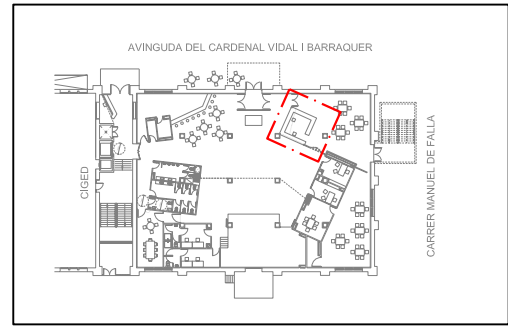 AVINGUDA DEL CARDENAL VIDAL I BARRAQUER
CIGED
CARRER MANUEL DE FALLA